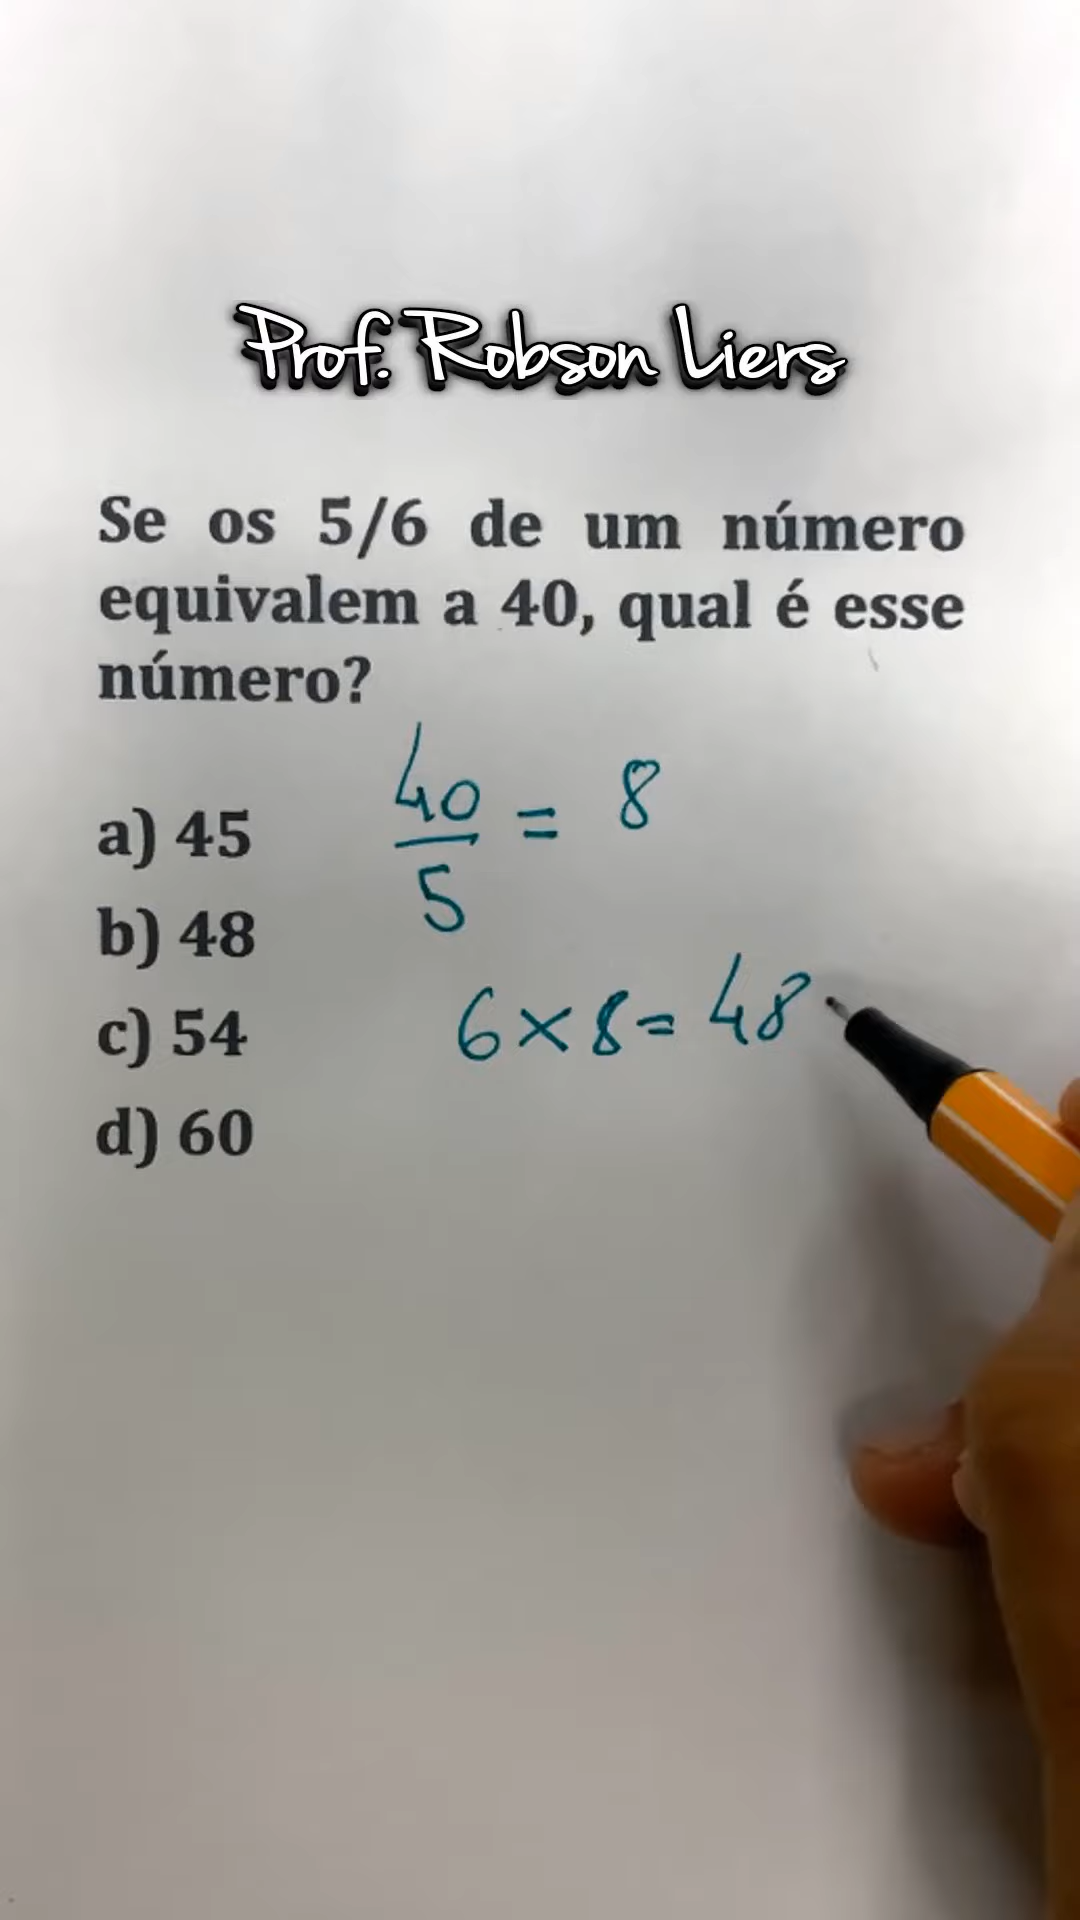 Prof. Robson Liers
Se os 5/6 de um número
equivalem a 40, qual é esse
número?
40/5 = 8
a) 45
b) 48
6 × 8 = 48
c) 54
d) 60